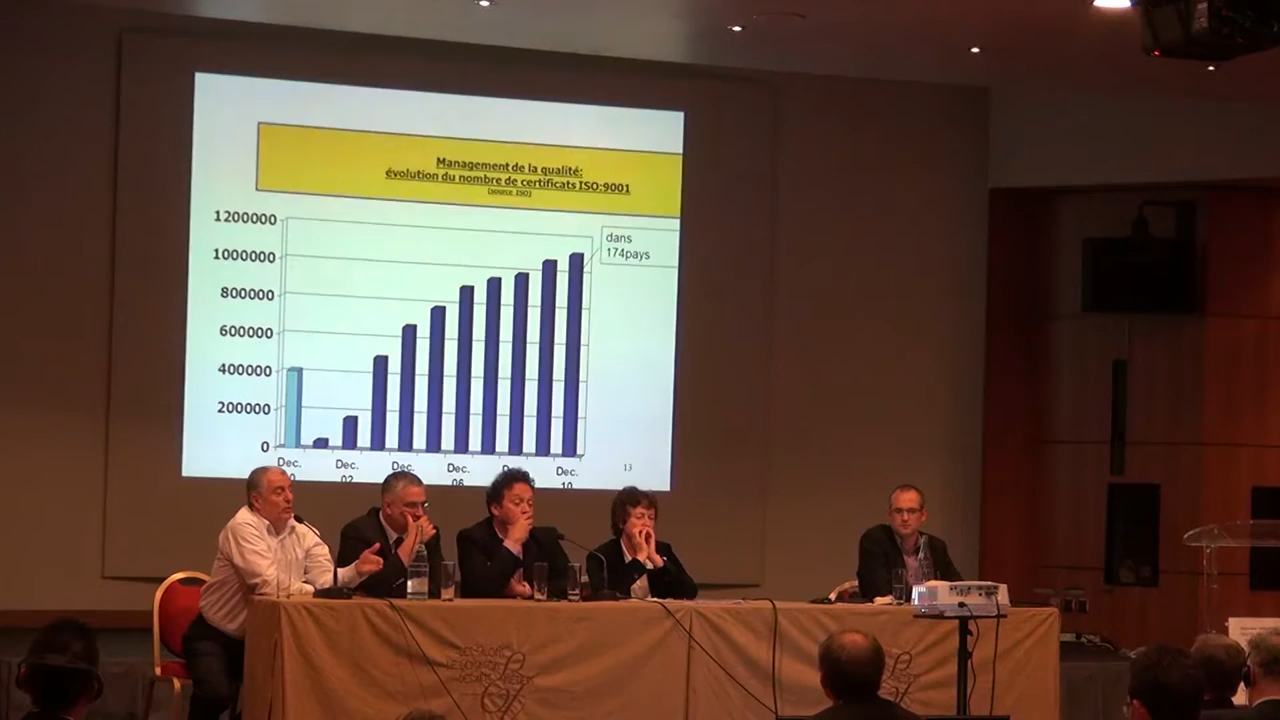 Management de la qualité:
évolution du nombre de certificats ISO:9001
(source ISO)
1200000
1000000
800000
600000
400000
200000
0
dans
174pays
Dec.
Dec.
02
Dec.
Dec.
06
Dec.
10
13